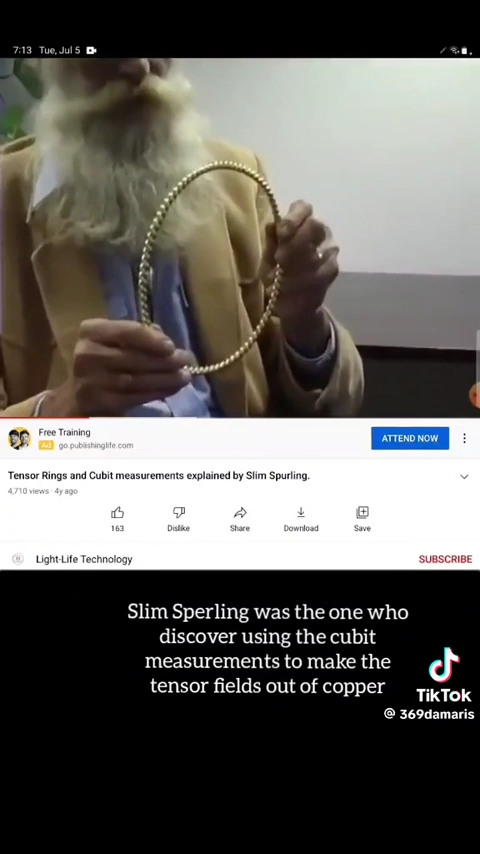 7:13 Tue, Jul 5
Free Training
Ad go.publishinglife.com
ATTEND NOW
Tensor Rings and Cubit measurements explained by Slim Spurling.
4,710 views · 4y ago
163
Dislike
Share
Download
Save
Light-Life Technology
SUBSCRIBE
Slim Sperling was the one who
discover using the cubit
measurements to make the
tensor fields out of copper
TikTok
@ 369damaris